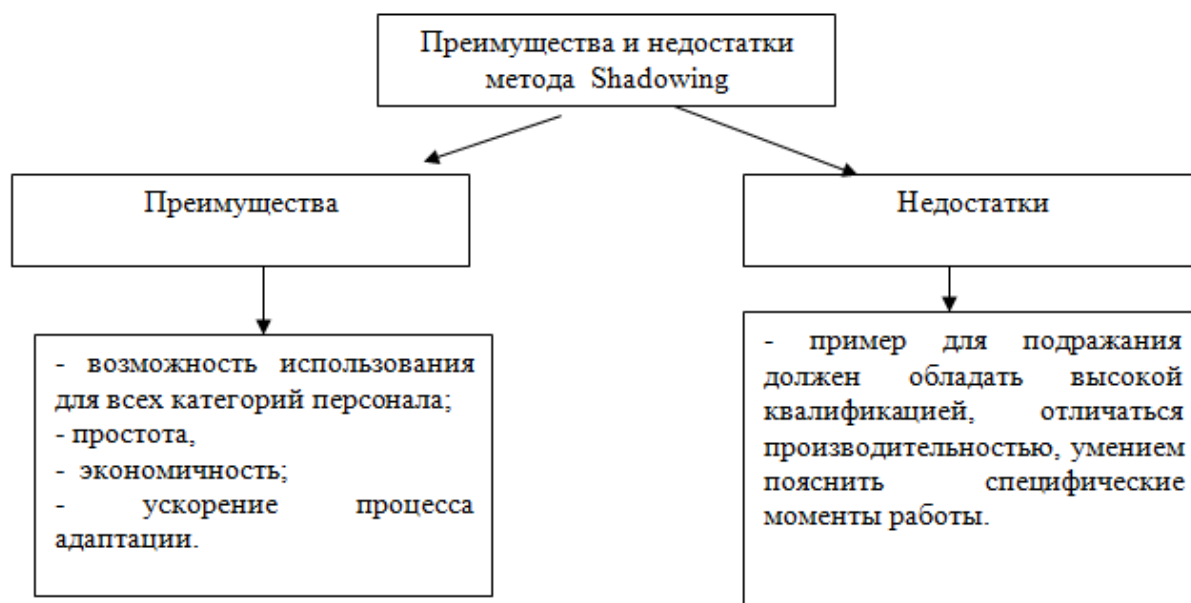 Преимущества и недостатки
метода Shadowing
Преимущества
Недостатки
- возможность использования
для всех категорий персонала;
- простота,
- экономичность;
- ускорение процесса
адаптации.
- пример для подражания
должен обладать высокой
квалификацией, отличаться
производительностью, умением
пояснить специфические
моменты работы.